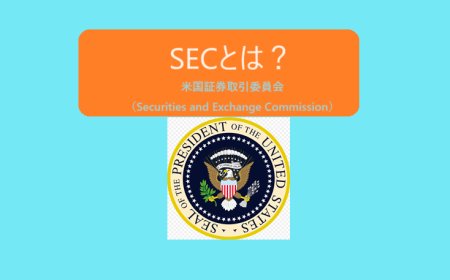 SECとは？
米国証券取引委員会
（Securities and Exchange Commission）
SEAL OF THE PRESIDENT OF THE UNITED STATES